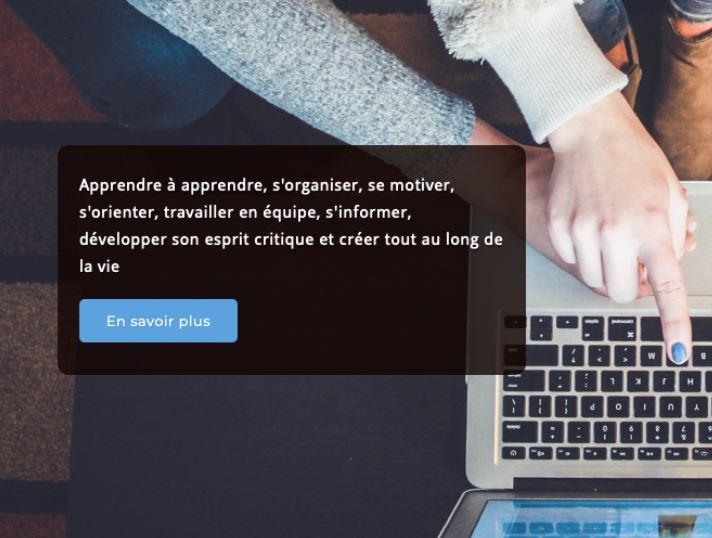 Apprendre à apprendre, s'organiser, se motiver,
s'orienter, travailler en équipe, s'informer,
développer son esprit critique et créer tout au long de
la vie
En savoir plus